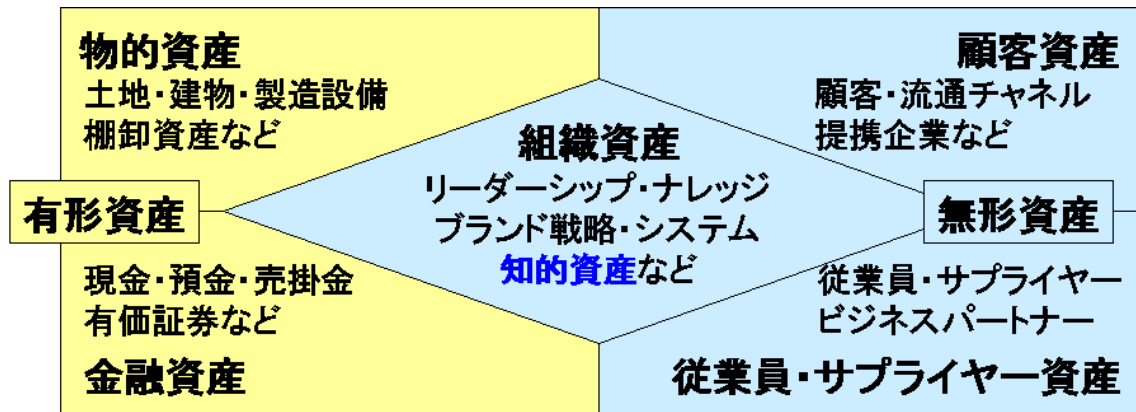 物的資産
土地・建物・製造設備
棚卸資産など
顧客資産
顧客・流通チャネル
提携企業など
組織資産
リーダーシップ・ナレッジ
ブランド戦略・システム
知的資産など
有形資産
無形資産
現金・預金・売掛金
有価証券など
金融資産
従業員・サプライヤー
ビジネスパートナー
従業員・サプライヤー資産